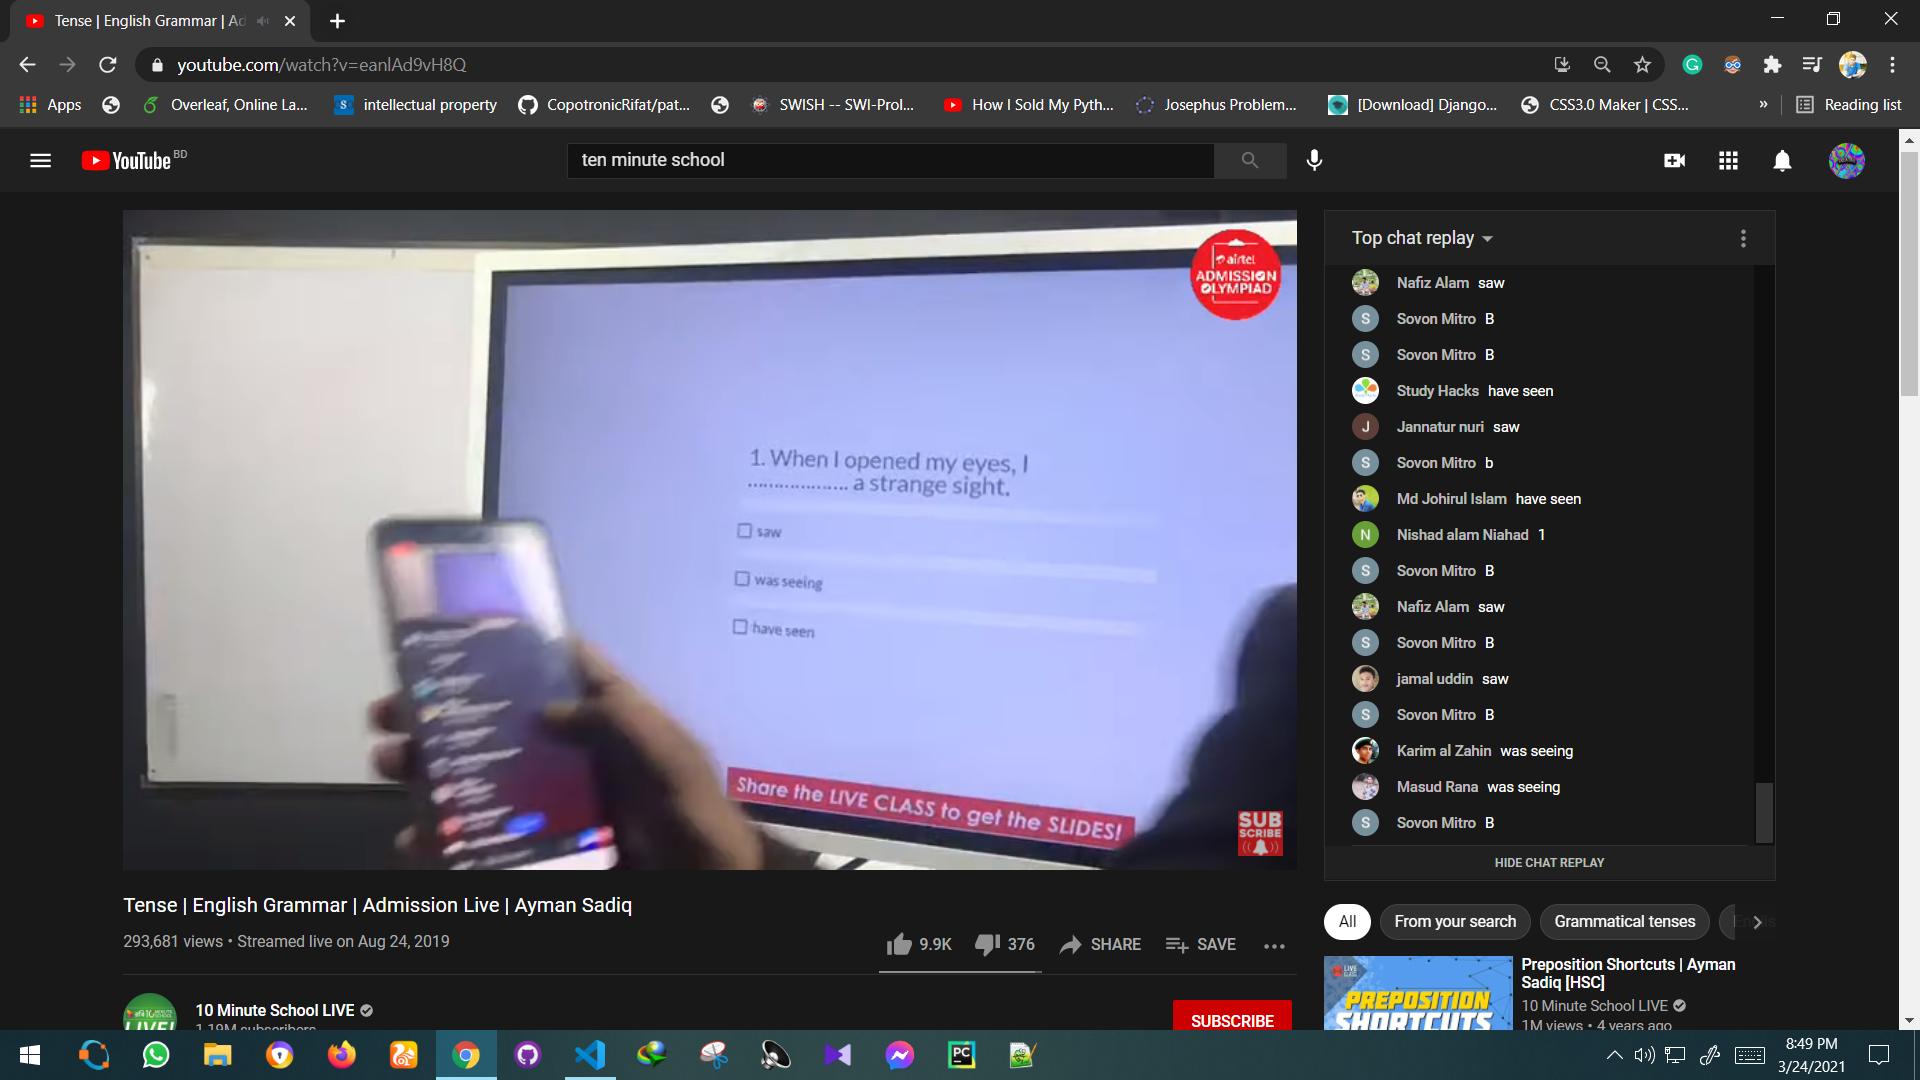 Tense | English Grammar | Ad
youtube.com/watch?v=eanlAd9vH8Q
Apps
Overleaf, Online La...
intellectual property
CopotronicRifat/pat...
SWISH -- SWI-Prol...
How I Sold My Pyth...
Josephus Problem...
[Download] Django...
CSS3.0 Maker | CSS...
»
Reading list
YouTube BD
ten minute school
airtel
ADMISSION
OLYMPIAD
1. When I opened my eyes, I
................... a strange sight.
saw
was seeing
have seen
Share the LIVE CLASS to get the SLIDES!
SUB
SCRIBE
Top chat replay
Nafiz Alam saw
S Sovon Mitro B
S Sovon Mitro B
Study Hacks have seen
J Jannatur nuri saw
S Sovon Mitro b
Md Johirul Islam have seen
N Nishad alam Niahad 1
S Sovon Mitro B
Nafiz Alam saw
S Sovon Mitro B
jamal uddin saw
S Sovon Mitro B
Karim al Zahin was seeing
Masud Rana was seeing
S Sovon Mitro B
HIDE CHAT REPLAY
Tense | English Grammar | Admission Live | Ayman Sadiq
293,681 views • Streamed live on Aug 24, 2019
9.9K
376
SHARE
SAVE
10 Minute School LIVE
1.19M subscribers
SUBSCRIBE
All
From your search
Grammatical tenses
LIVE
PREPOSITION
SHORTCUTS
Preposition Shortcuts | Ayman
Sadiq [HSC]
10 Minute School LIVE
1M views • 4 years ago
PC
8:49 PM
3/24/2021